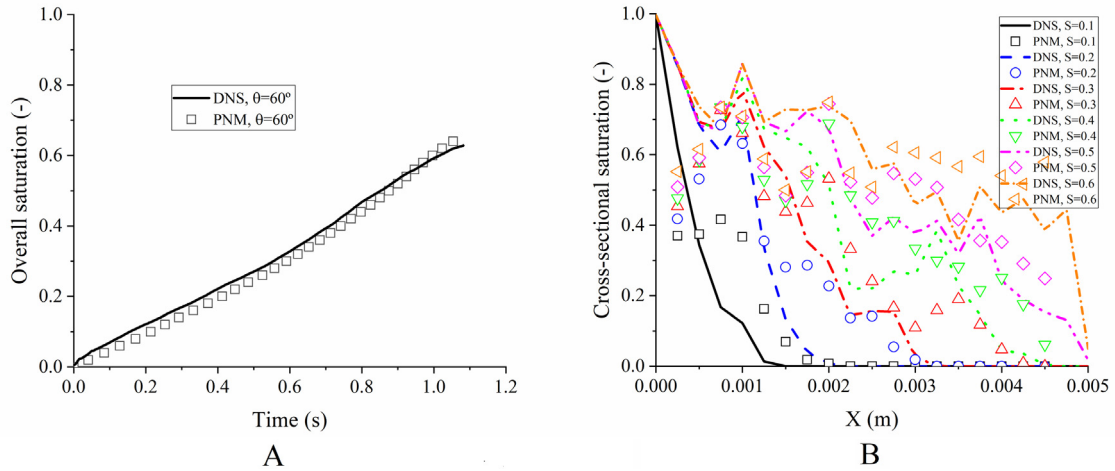 1.0
0.8
0.6
0.4
0.2
0.0
Overall saturation (-)
DNS, θ=60º
PNM, θ=60º
0.0 0.2 0.4 0.6 0.8 1.0 1.2
Time (s)
A
1.0
0.8
0.6
0.4
0.2
0.0
Cross-sectional saturation (-)
DNS, S=0.1
PNM, S=0.1
DNS, S=0.2
PNM, S=0.2
DNS, S=0.3
PNM, S=0.3
DNS, S=0.4
PNM, S=0.4
DNS, S=0.5
PNM, S=0.5
DNS, S=0.6
PNM, S=0.6
0.000 0.001 0.002 0.003 0.004 0.005
X (m)
B